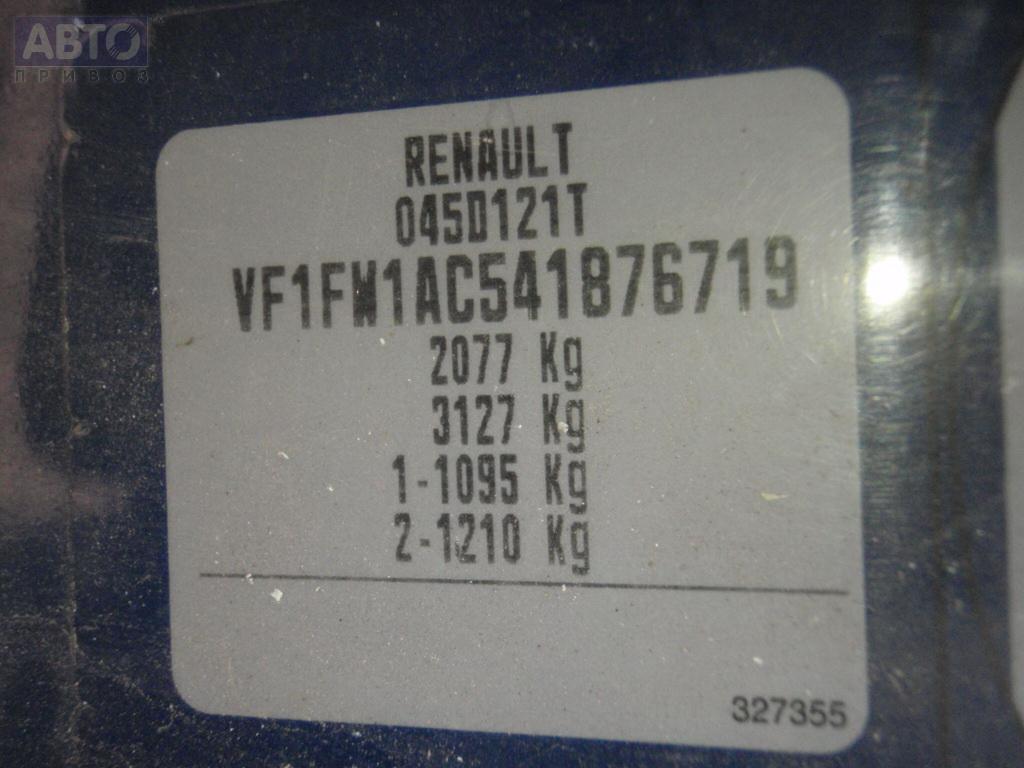 АВТО
ПРИВОЗ
RENAULT
045D121T
VF1FW1AC541876719
2077 Kg
3127 Kg
1-1095 Kg
2-1210 Kg
327355